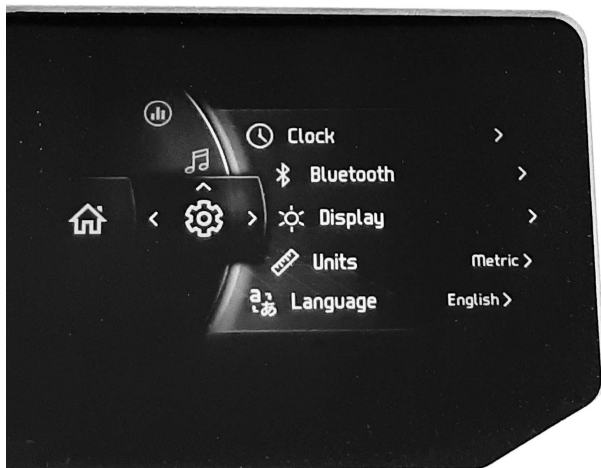 Clock
Bluetooth
Display
Units Metric
Language English